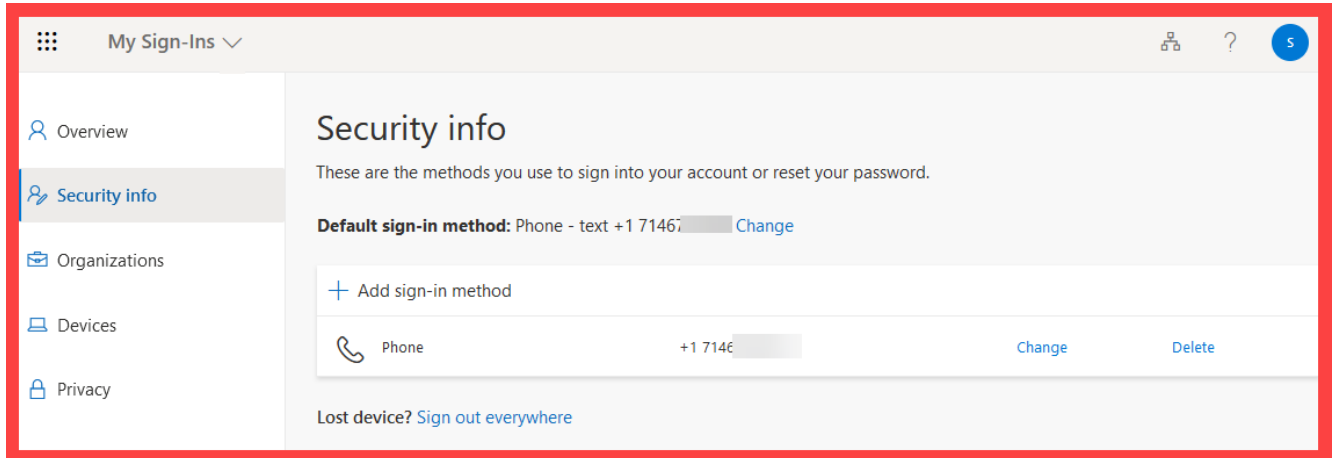 My Sign-Ins
?
S
Overview
Security info
Organizations
Devices
Privacy
Security info
These are the methods you use to sign into your account or reset your password.
Default sign-in method: Phone - text +1 7146 Change
Add sign-in method
Phone +1 714 Change Delete
Lost device? Sign out everywhere